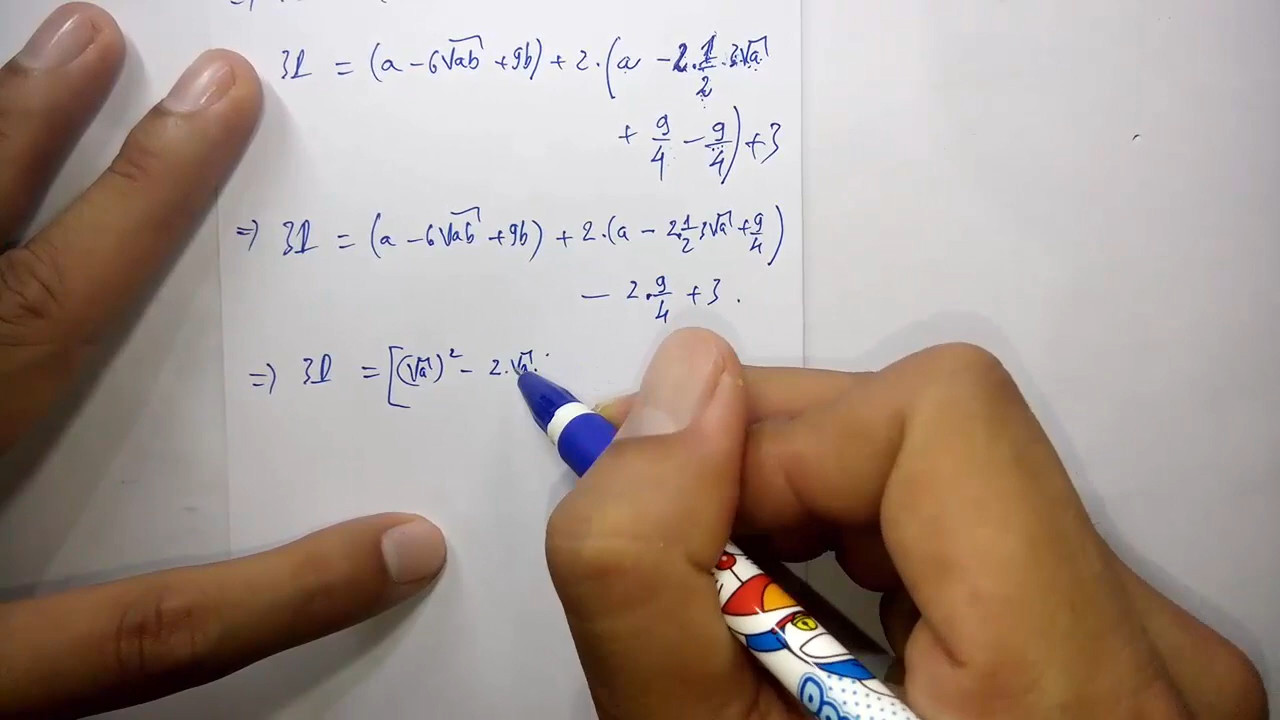 3P = (a - 6√ab + 9b) + 2.(a - 2.1/2.3√a
+ 9/4 - 9/4) + 3
=) 3P = (a - 6√ab + 9b) + 2.(a - 2.1/2 3√a + 9/4)
- 2.9/4 + 3.
=) 3P = [(√a)² - 2.√a.